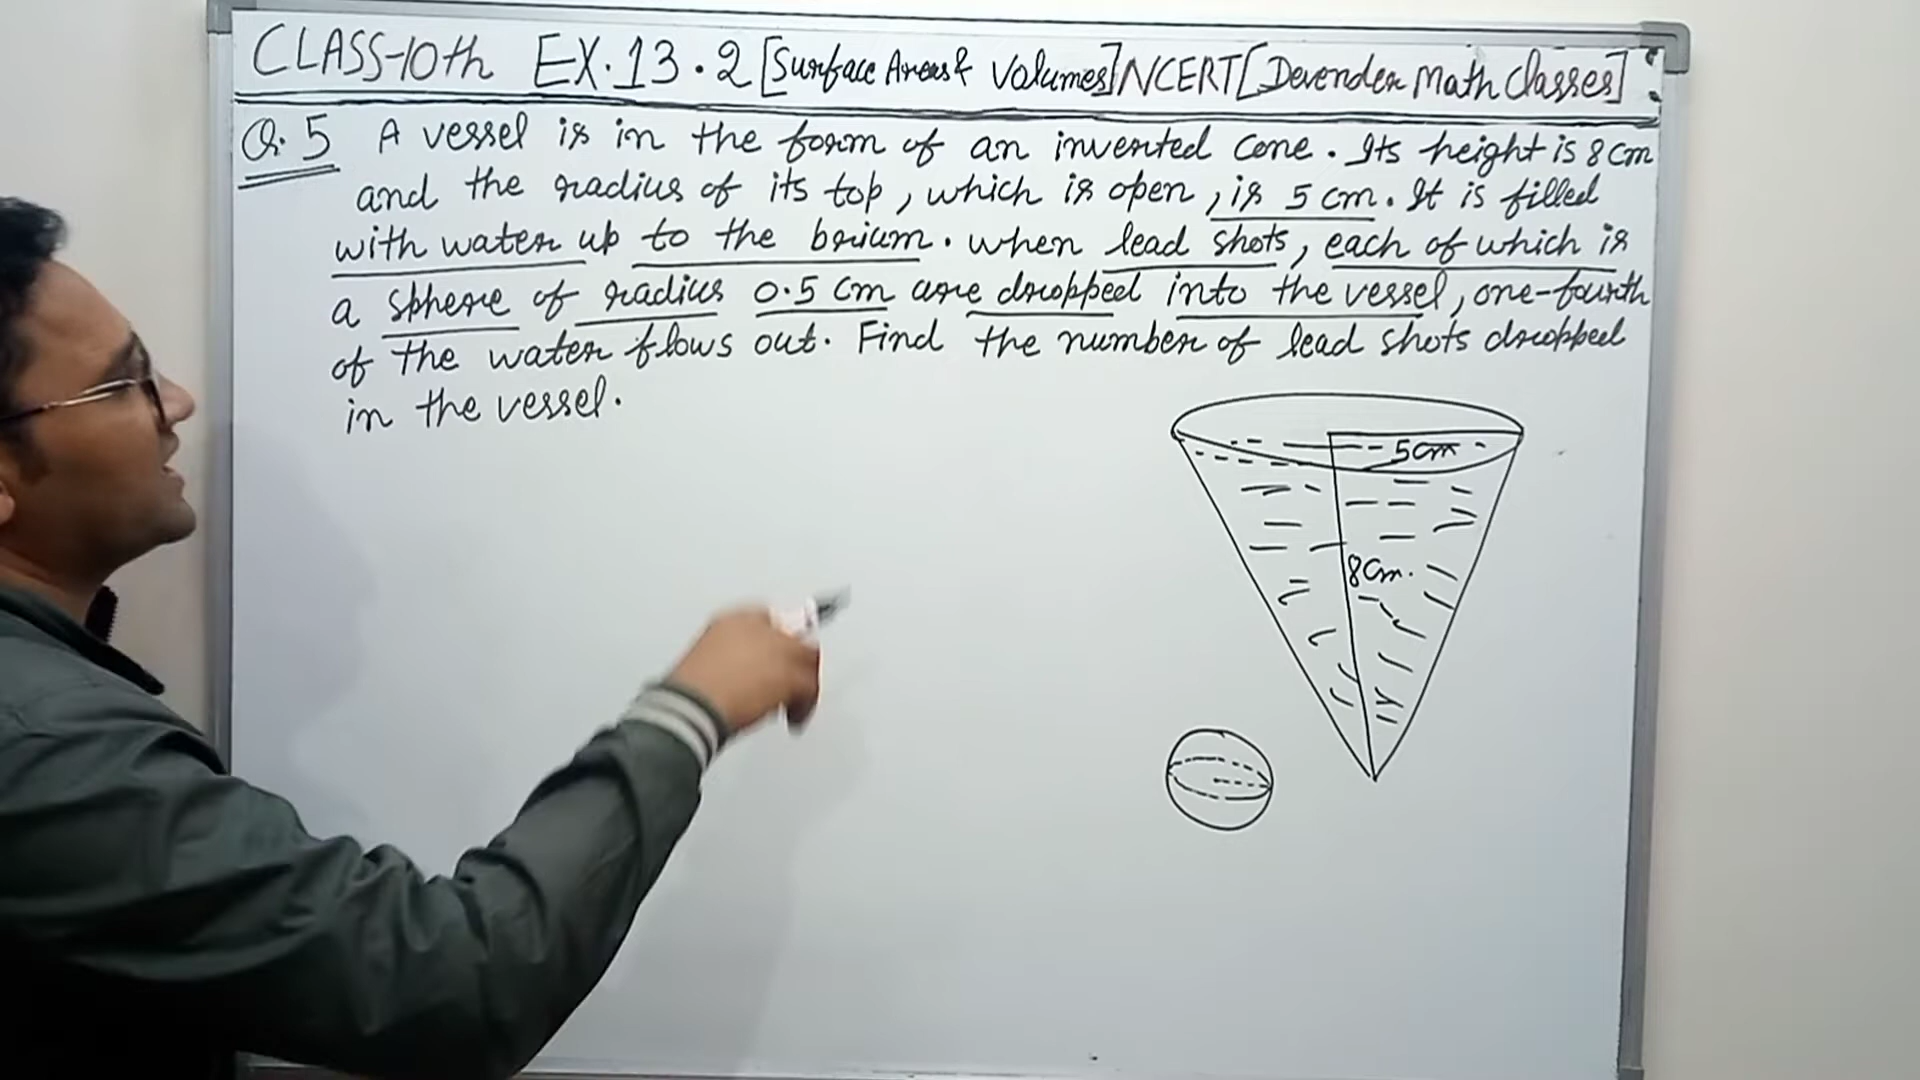 CLASS-10th EX.13.2 [Surface Areas & Volumes] NCERT [Devender Math Classes] :
Q.5 A vessel is in the form of an inverted cone. Its height is 8 cm
and the radius of its top, which is open, is 5 cm. It is filled
with water up to the brium. when lead shots, each of which is
a sphere of radius 0.5 cm are dropped into the vessel, one-fourth
of the water flows out. Find the number of lead shots dropped
in the vessel.
5cm
8cm.